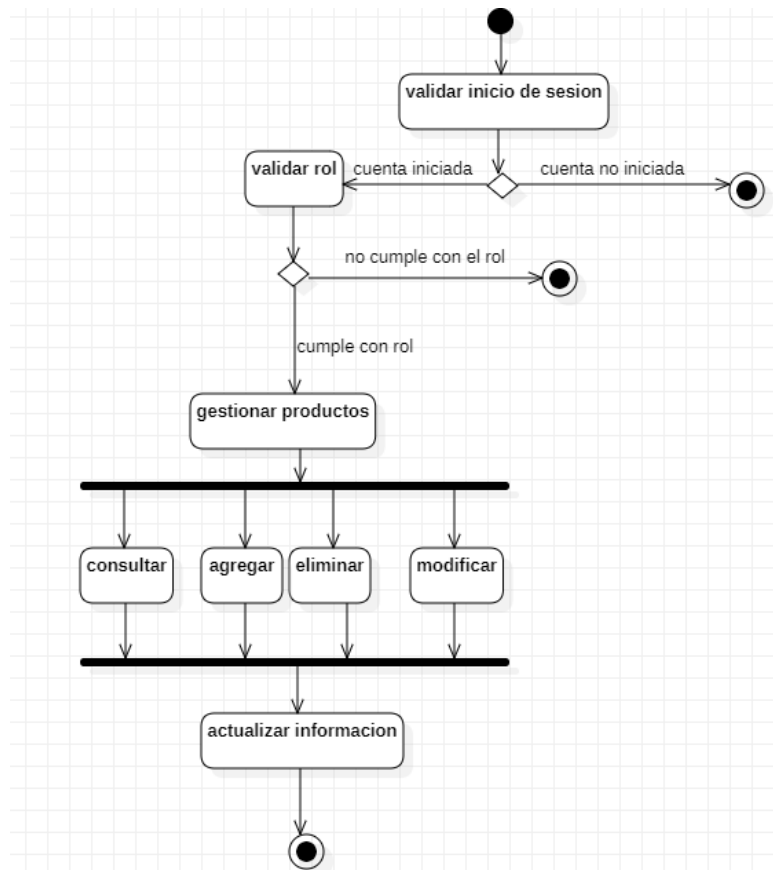 validar inicio de sesion
validar rol
cuenta iniciada
cuenta no iniciada
no cumple con el rol
cumple con rol
gestionar productos
consultar
agregar
eliminar
modificar
actualizar informacion